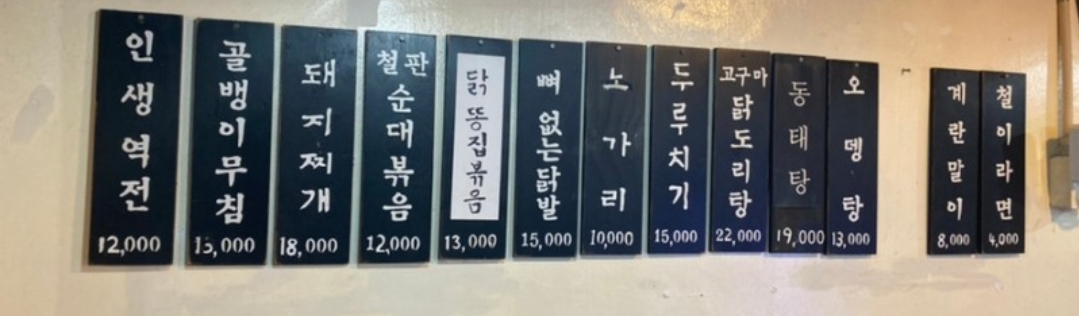 인생역전
12,000
골뱅이무침
15,000
돼지찌개
18,000
철판
순대볶음
12,000
닭똥집볶음
13,000
뼈없는닭발
15,000
노가리
10,000
두루치기
15,000
고구마
닭도리탕
22,000
동태탕
19,000
오뎅탕
13,000
계란말이
8,000
철이라면
4,000